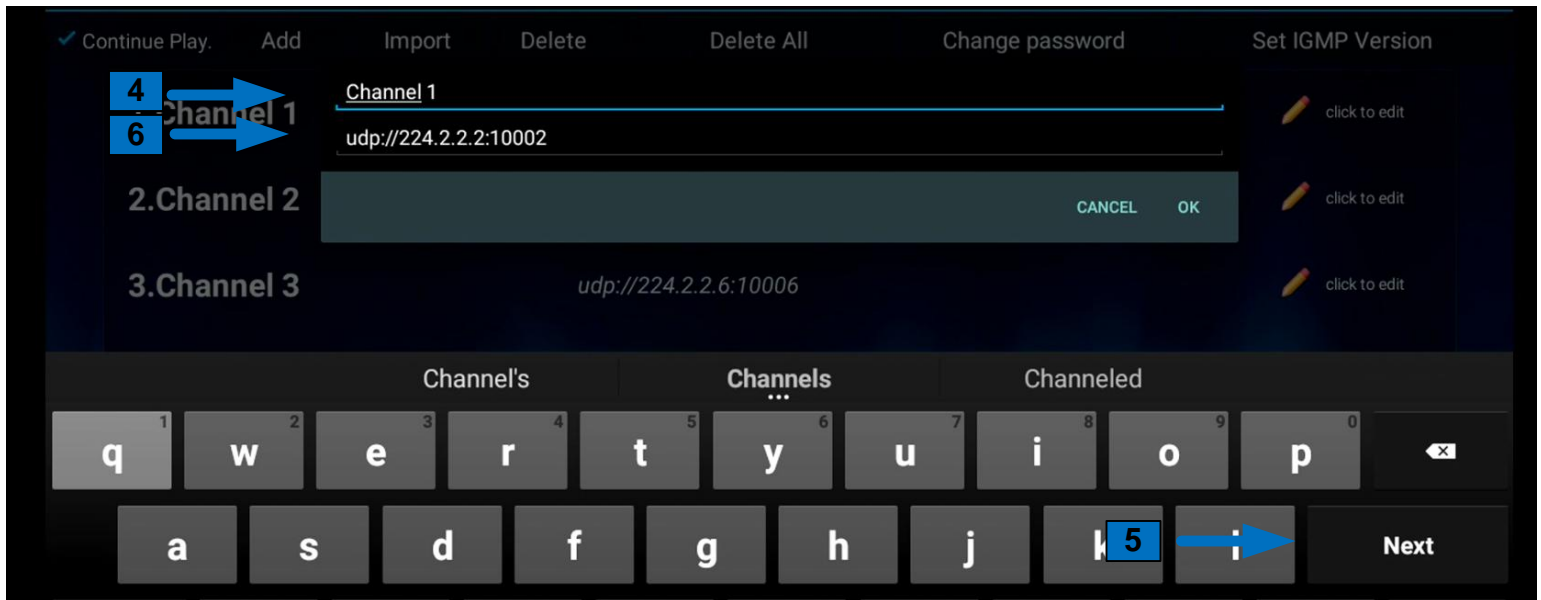 Continue Play. Add Import Delete Delete All Change password Set IGMP Version
4 Channel 1
Channel 1 click to edit
6 udp://224.2.2.2:10002
2.Channel 2 CANCEL OK click to edit
3.Channel 3 udp://224.2.2.6:10006 click to edit
Channel's Channels Channeled
q 1 w 2 e 3 r 4 t 5 y 6 u 7 i 8 o 9 p 0
a s d f g h j k 5 Next